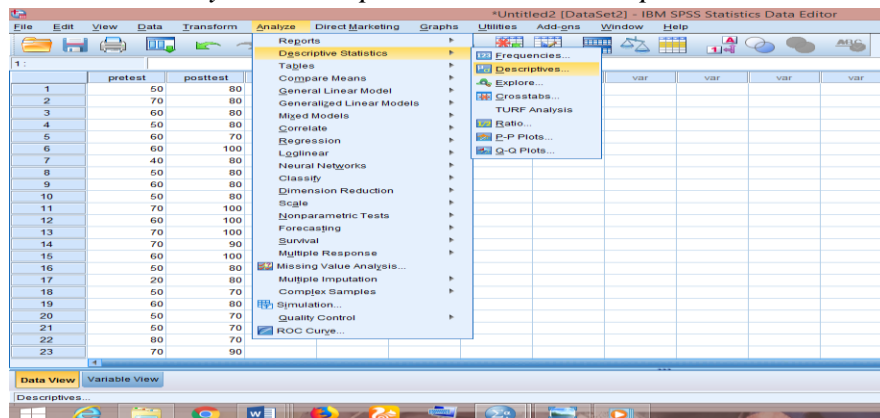 *Untitled2 [DataSet2] - IBM SPSS Statistics Data Editor
File Edit View Data Transform Analyze Direct Marketing Graphs Utilities Add-ons Window Help
Reports
Descriptive Statistics
Tables
Compare Means
General Linear Model
Generalized Linear Models
Mixed Models
Correlate
Regression
Loglinear
Neural Networks
Classify
Dimension Reduction
Scale
Nonparametric Tests
Forecasting
Survival
Multiple Response
Missing Value Analysis...
Multiple Imputation
Complex Samples
Simulation...
Quality Control
ROC Curve...
Frequencies...
Descriptives...
Explore...
Crosstabs...
TURF Analysis
Ratio...
P-P Plots...
Q-Q Plots...
1 :
pretest posttest var var var var
1 50 80
2 70 80
3 60 80
4 50 80
5 60 70
6 60 100
7 40 80
8 50 80
9 60 80
10 50 80
11 70 100
12 60 100
13 70 100
14 70 90
15 60 100
16 50 80
17 20 80
18 50 70
19 60 80
20 50 70
21 50 70
22 80 70
23 70 90
Data View Variable View
Descriptives...